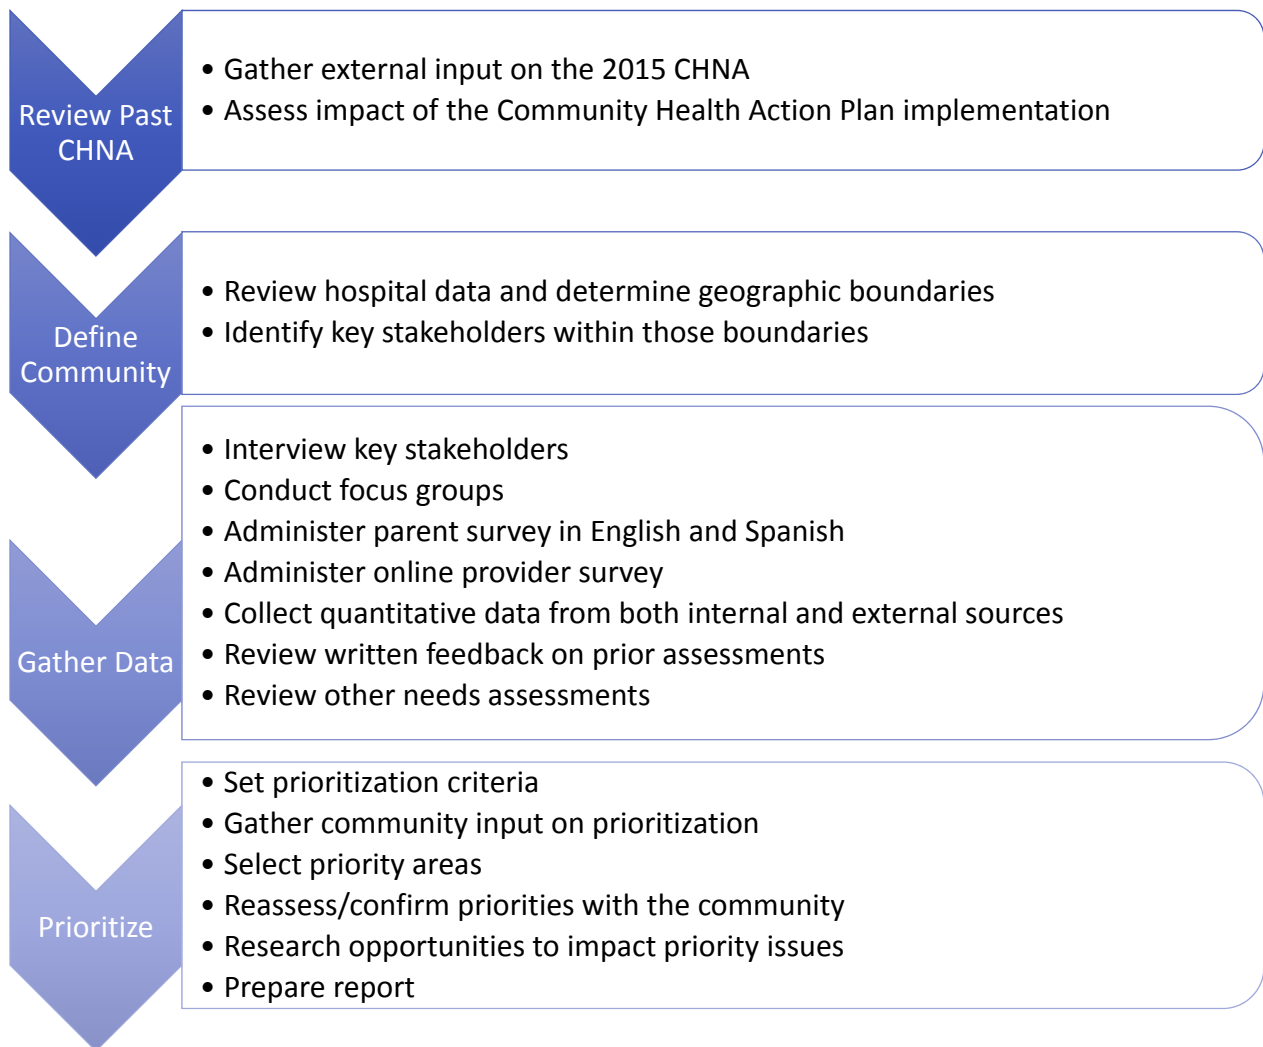 Review Past
CHNA
• Gather external input on the 2015 CHNA
• Assess impact of the Community Health Action Plan implementation
Define
Community
• Review hospital data and determine geographic boundaries
• Identify key stakeholders within those boundaries
Gather Data
• Interview key stakeholders
• Conduct focus groups
• Administer parent survey in English and Spanish
• Administer online provider survey
• Collect quantitative data from both internal and external sources
• Review written feedback on prior assessments
• Review other needs assessments
Prioritize
• Set prioritization criteria
• Gather community input on prioritization
• Select priority areas
• Reassess/confirm priorities with the community
• Research opportunities to impact priority issues
• Prepare report